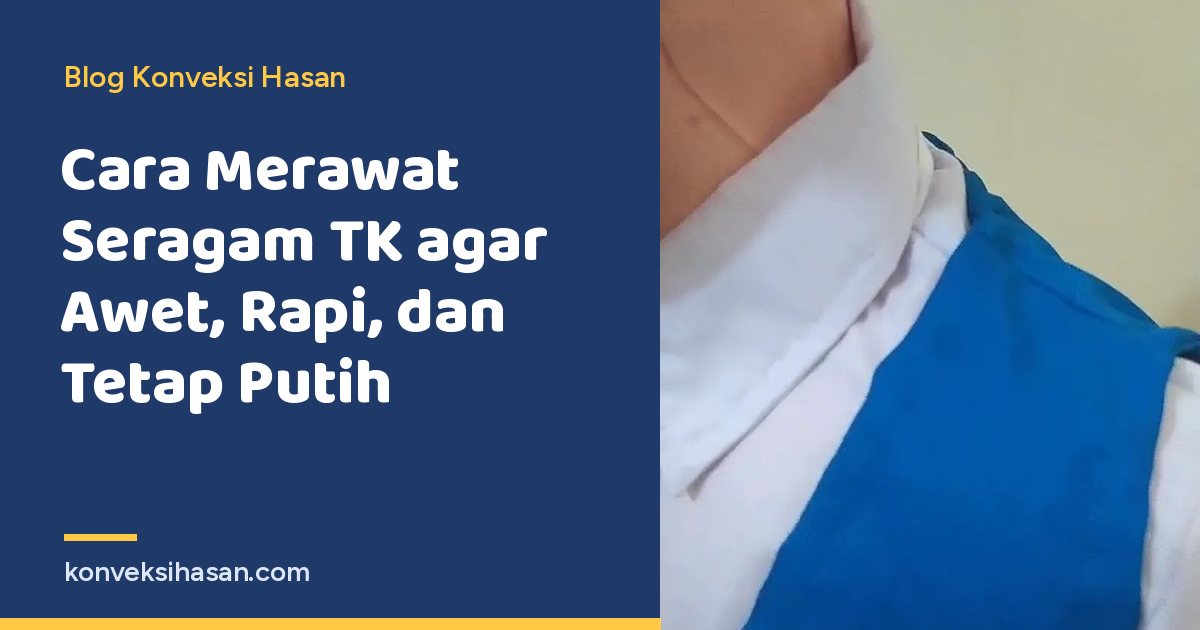 Blog Konveksi Hasan
Cara Merawat
Seragam TK agar
Awet, Rapi, dan
Tetap Putih
konveksihasan.com